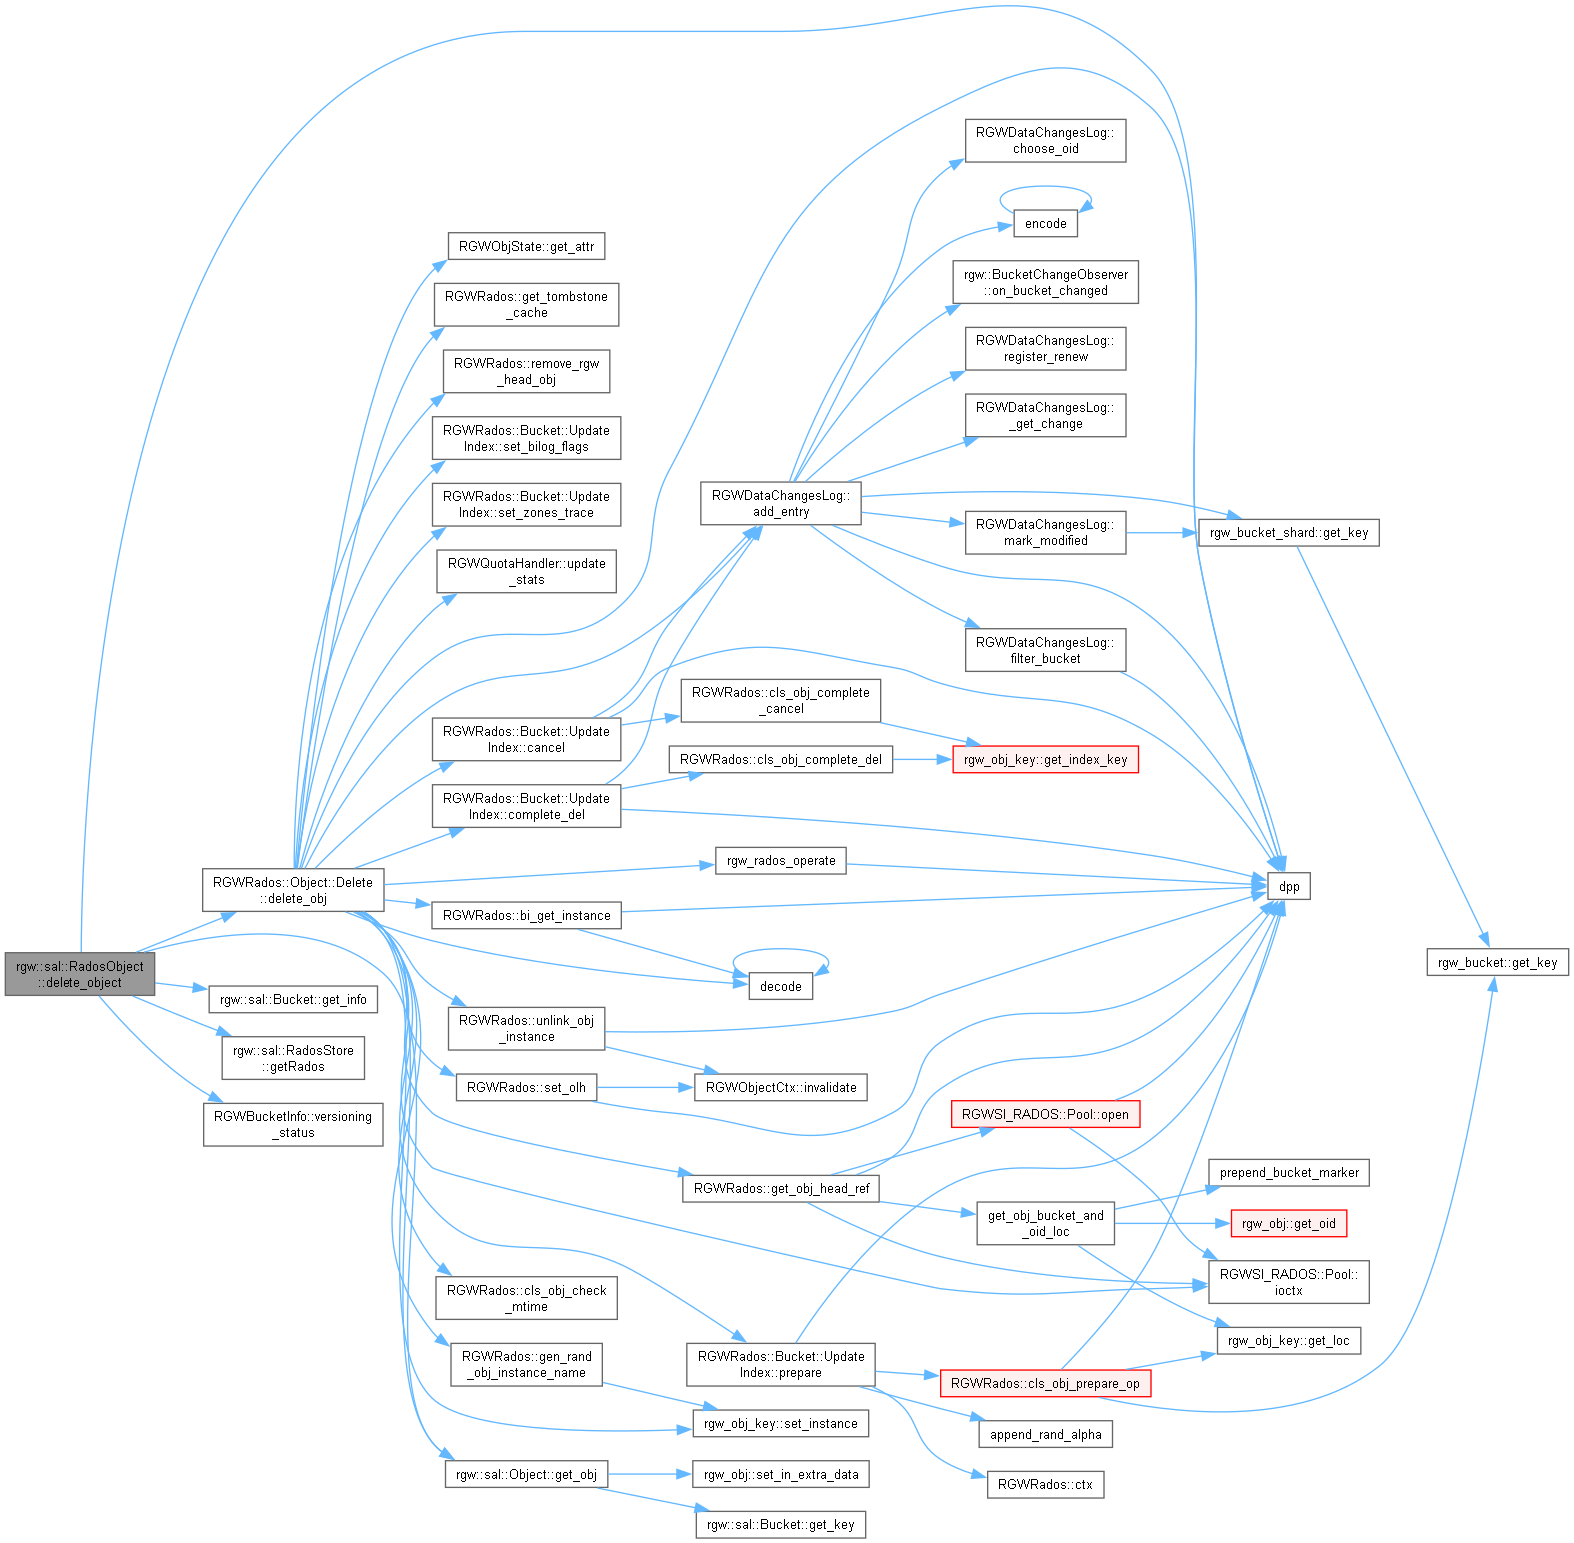 rgw::sal::RadosObject
::delete_object
RGWRados::Object::Delete
::delete_obj
rgw::sal::Bucket::get_info
rgw::sal::RadosStore
::getRados
RGWBucketInfo::versioning
_status
RGWObjState::get_attr
RGWRados::get_tombstone
_cache
RGWRados::remove_rgw
_head_obj
RGWRados::Bucket::Update
Index::set_bilog_flags
RGWRados::Bucket::Update
Index::set_zones_trace
RGWQuotaHandler::update
_stats
RGWRados::Bucket::Update
Index::cancel
RGWRados::Bucket::Update
Index::complete_del
RGWRados::bi_get_instance
RGWRados::unlink_obj
_instance
RGWRados::set_olh
RGWRados::cls_obj_check
_mtime
RGWRados::gen_rand
_obj_instance_name
rgw::sal::Object::get_obj
RGWDataChangesLog::
add_entry
RGWRados::cls_obj_complete
_cancel
RGWRados::cls_obj_complete_del
rgw_rados_operate
decode
RGWObjectCtx::invalidate
RGWRados::get_obj_head_ref
RGWRados::Bucket::Update
Index::prepare
rgw_obj_key::set_instance
rgw_obj::set_in_extra_data
rgw::sal::Bucket::get_key
RGWDataChangesLog::
choose_oid
encode
rgw::BucketChangeObserver
::on_bucket_changed
RGWDataChangesLog::
register_renew
RGWDataChangesLog::
_get_change
RGWDataChangesLog::
mark_modified
RGWDataChangesLog::
filter_bucket
rgw_obj_key::get_index_key
RGWSI_RADOS::Pool::open
get_obj_bucket_and
_oid_loc
RGWRados::cls_obj_prepare_op
append_rand_alpha
RGWRados::ctx
rgw_bucket_shard::get_key
dpp
prepend_bucket_marker
rgw_obj::get_oid
RGWSI_RADOS::Pool::
ioctx
rgw_obj_key::get_loc
rgw_bucket::get_key